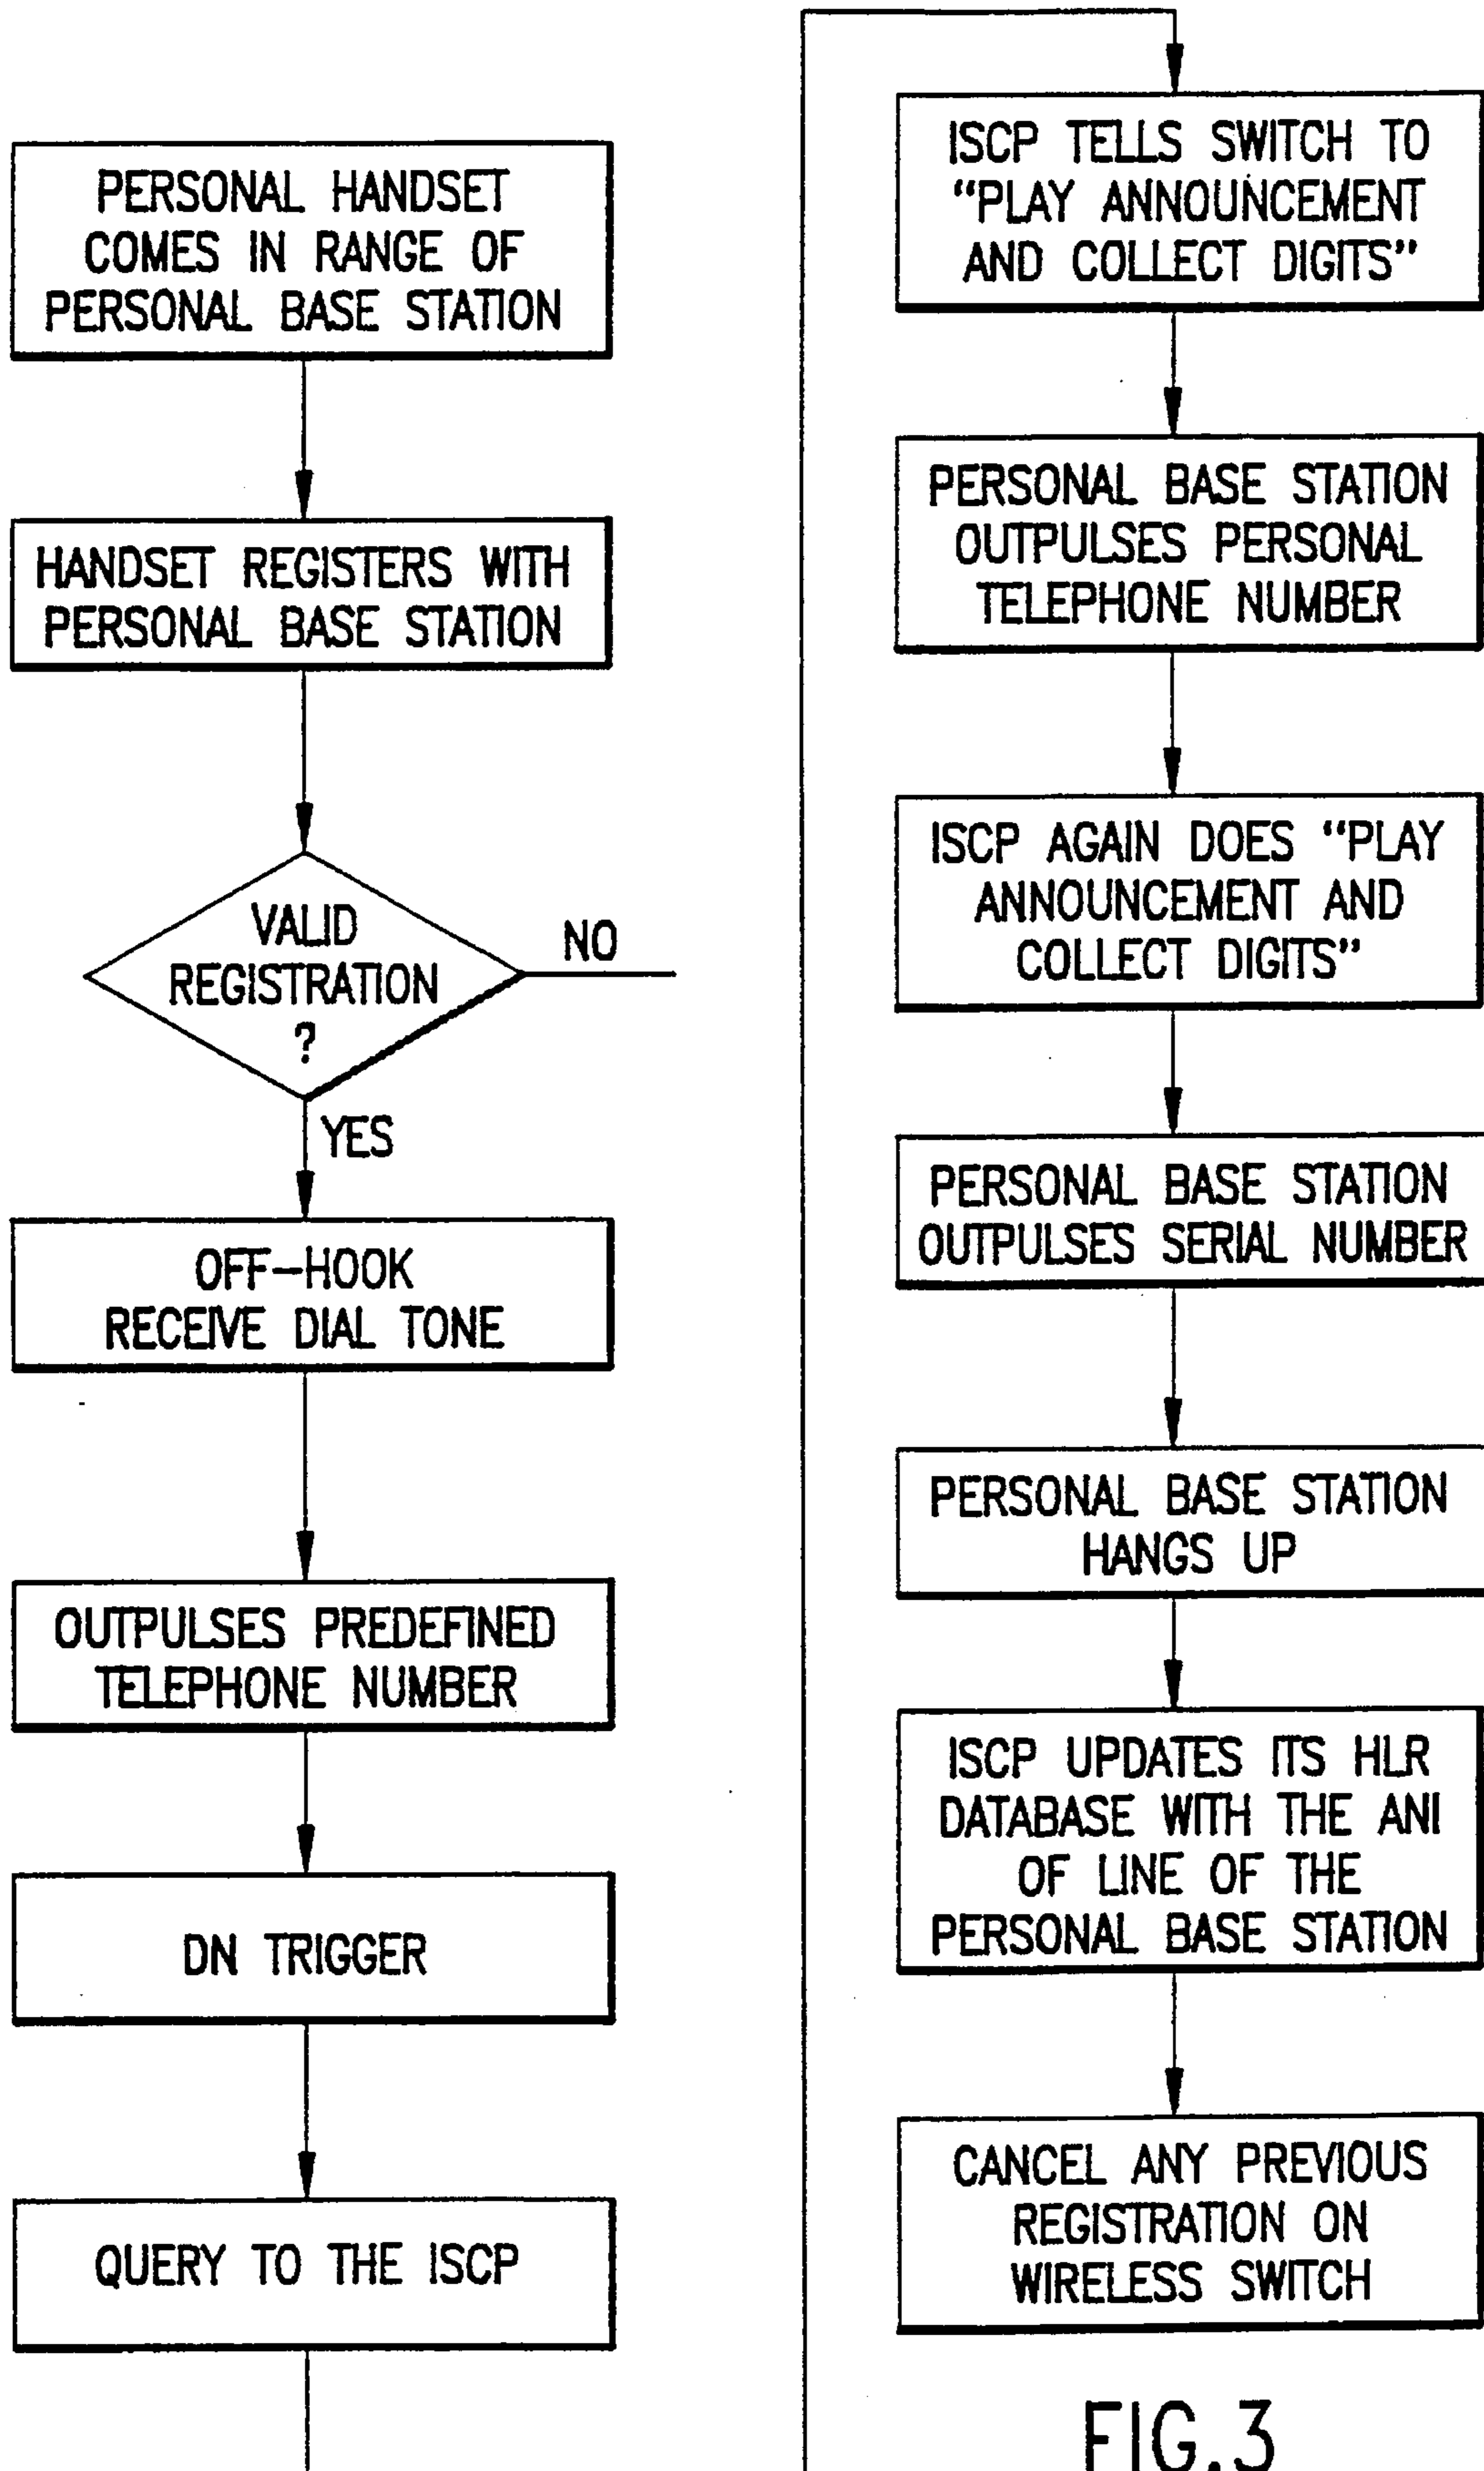 PERSONAL HANDSET
COMES IN RANGE OF
PERSONAL BASE STATION
HANDSET REGISTERS WITH
PERSONAL BASE STATION
VALID
REGISTRATION
?
NO
YES
OFF-HOOK
RECEIVE DIAL TONE
OUTPULSES PREDEFINED
TELEPHONE NUMBER
DN TRIGGER
QUERY TO THE ISCP
ISCP TELLS SWITCH TO
"PLAY ANNOUNCEMENT
AND COLLECT DIGITS"
PERSONAL BASE STATION
OUTPULSES PERSONAL
TELEPHONE NUMBER
ISCP AGAIN DOES "PLAY
ANNOUNCEMENT AND
COLLECT DIGITS"
PERSONAL BASE STATION
OUTPULSES SERIAL NUMBER
PERSONAL BASE STATION
HANGS UP
ISCP UPDATES ITS HLR
DATABASE WITH THE ANI
OF LINE OF THE
PERSONAL BASE STATION
CANCEL ANY PREVIOUS
REGISTRATION ON
WIRELESS SWITCH
FIG.3